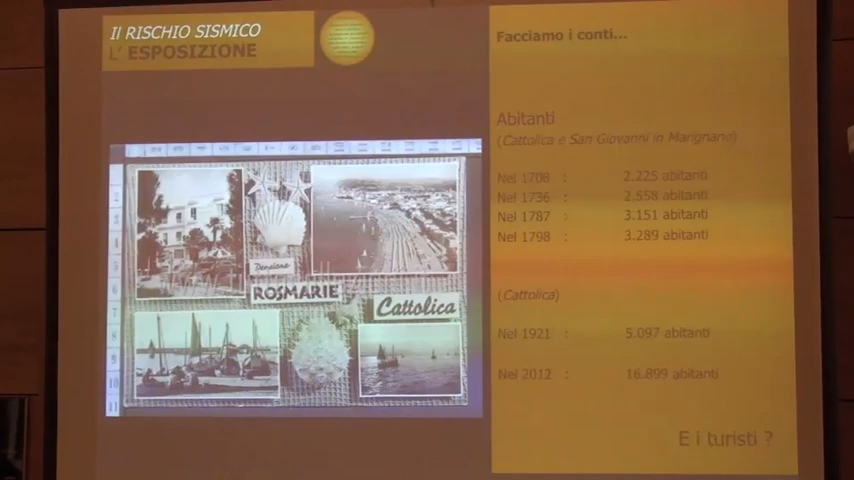 Il RISCHIO SISMICO
L' ESPOSIZIONE
Facciamo i conti...
Abitanti
(Cattolica e San Giovanni in Marignano)
Nel 1708 : 2.225 abitanti
Nel 1736 : 2.558 abitanti
Nel 1787 : 3.151 abitanti
Nel 1798 : 3.289 abitanti
(Cattolica)
Nel 1921 : 5.097 abitanti
Nel 2012 : 16.899 abitanti
E i turisti ?
Pensione
ROSMARIE
Cattolica